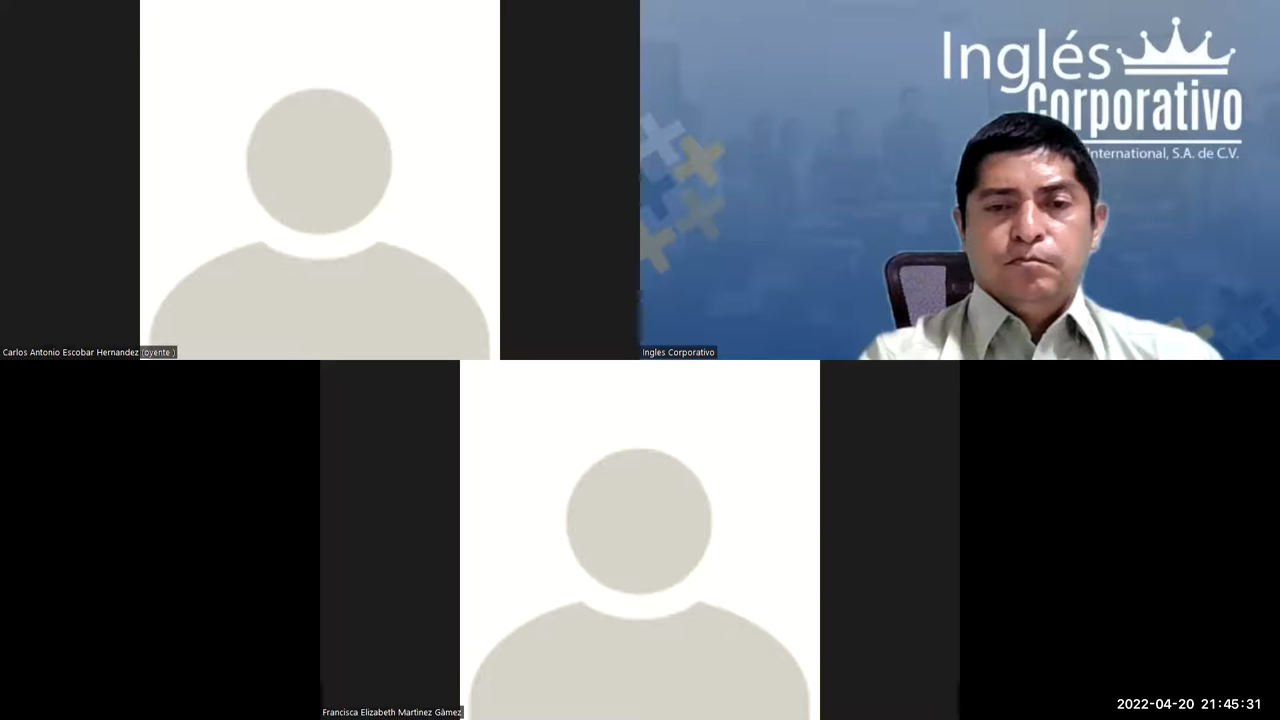 Inglés
Corporativo
International, S.A. de C.V.
Carlos Antonio Escobar Hernandez (oyente )
Ingles Corporativo
Francisca Elizabeth Martinez Gâmez
2022-04-20 21:45:31